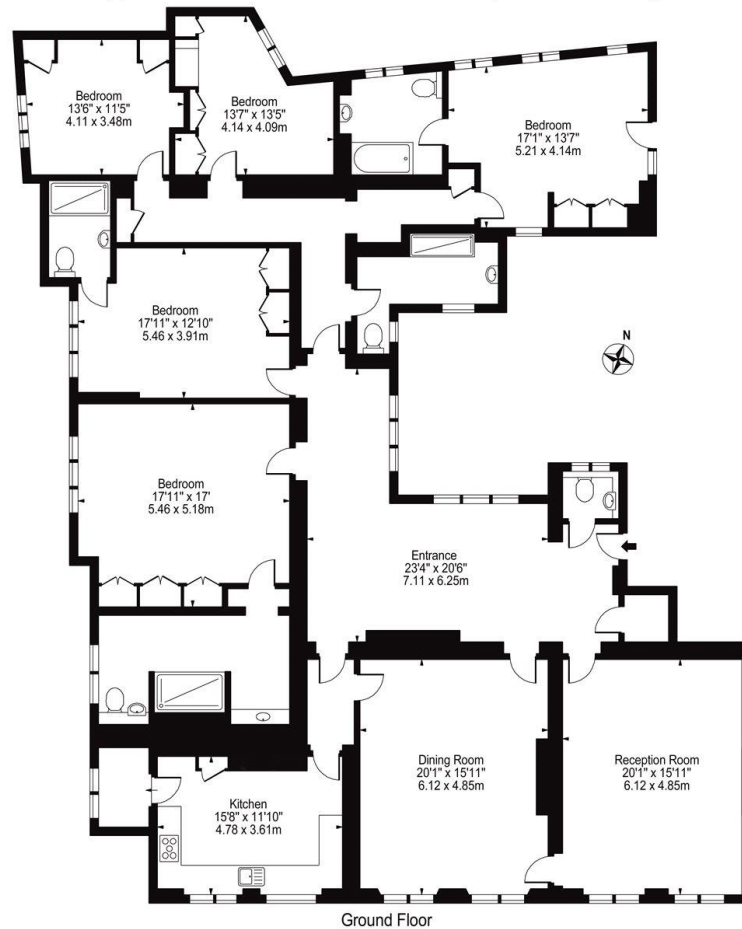 Bedroom
13'6" x 11'5"
4.11 x 3.48m
Bedroom
13'7" x 13'5"
4.14 x 4.09m
Bedroom
17'1" x 13'7"
5.21 x 4.14m
Bedroom
17'11" x 12'10"
5.46 x 3.91m
N
Bedroom
17'11" x 17'
5.46 x 5.18m
Entrance
23'4" x 20'6"
7.11 x 6.25m
Dining Room
20'1" x 15'11"
6.12 x 4.85m
Reception Room
20'1" x 15'11"
6.12 x 4.85m
Kitchen
15'8" x 11'10"
4.78 x 3.61m
Ground Floor